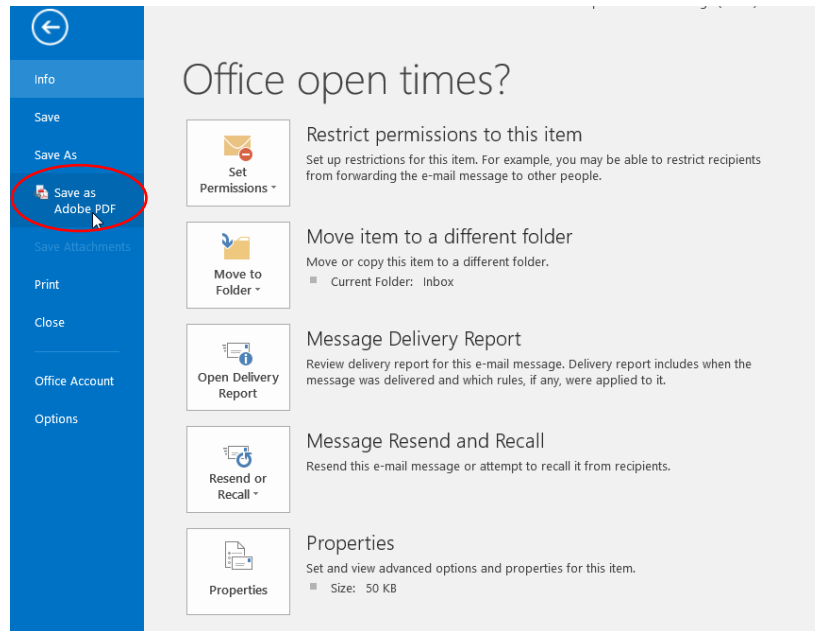 Info
Save
Save As
Save as
Adobe PDF
Save Attachments
Print
Close
Office Account
Options
Office open times?
Set
Permissions
Restrict permissions to this item
Set up restrictions for this item. For example, you may be able to restrict recipients
from forwarding the e-mail message to other people.
Move to
Folder
Move item to a different folder
Move or copy this item to a different folder.
Current Folder: Inbox
Open Delivery
Report
Message Delivery Report
Review delivery report for this e-mail message. Delivery report includes when the
message was delivered and which rules, if any, were applied to it.
Resend or
Recall
Message Resend and Recall
Resend this e-mail message or attempt to recall it from recipients.
Properties
Properties
Set and view advanced options and properties for this item.
Size: 50 KB